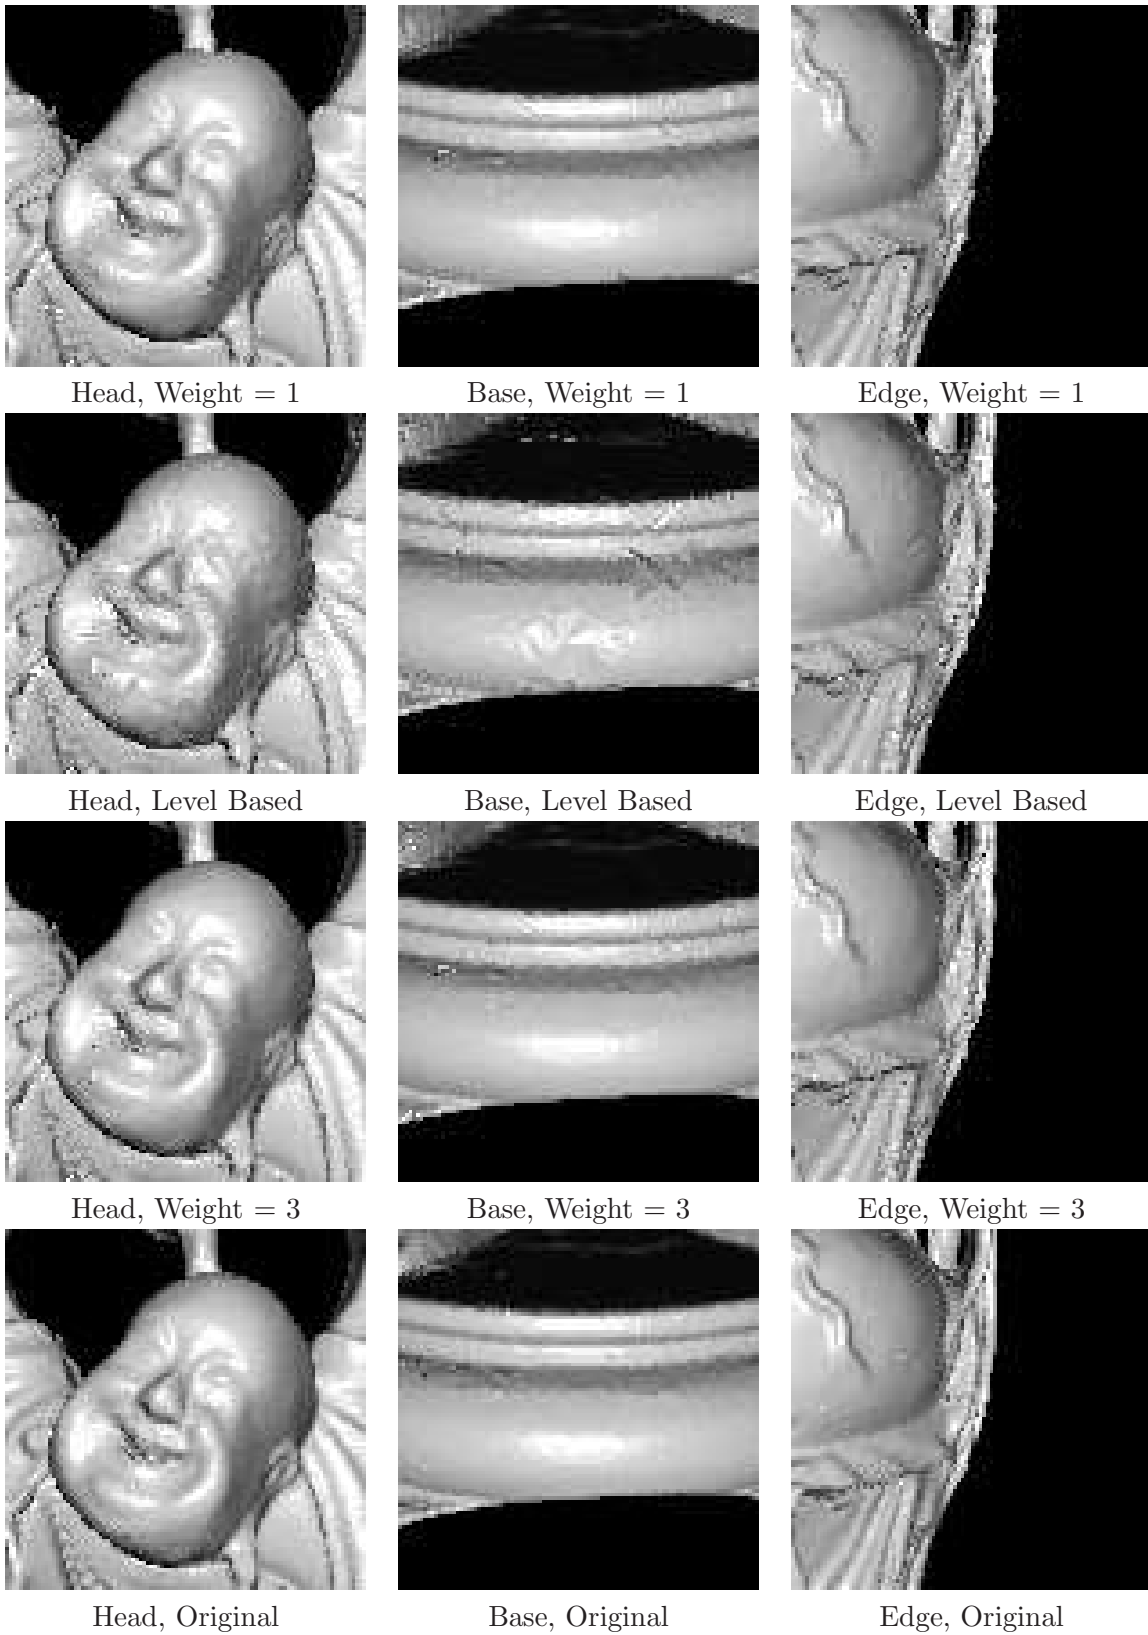 Head, Weight = 1
Base, Weight = 1
Edge, Weight = 1
Head, Level Based
Base, Level Based
Edge, Level Based
Head, Weight = 3
Base, Weight = 3
Edge, Weight = 3
Head, Original
Base, Original
Edge, Original